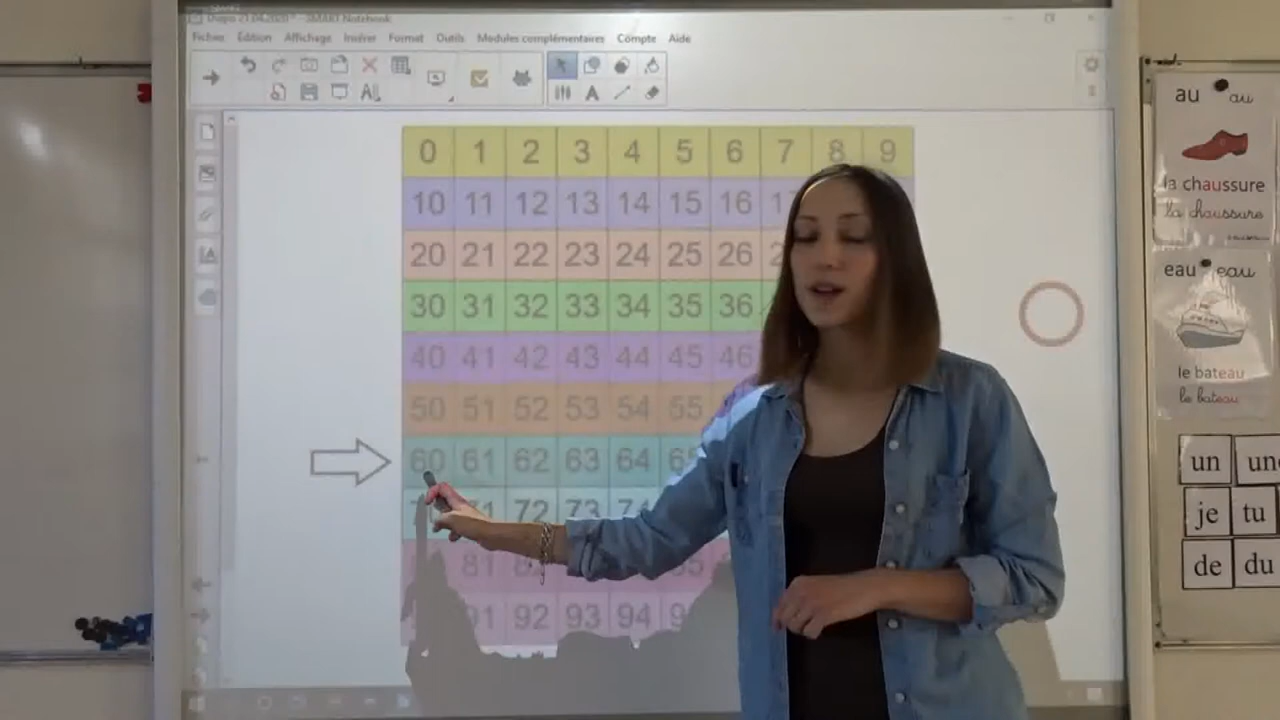 Diapo 21.04.2020 * - SMART Notebook
Fichier Edition Affichage Insérer Format Outils Modules complémentaires Compte Aide
0 1 2 3 4 5 6 7 8 9
10 11 12 13 14 15 16
20 21 22 23 24 25 26
30 31 32 33 34 35 36
40 41 42 43 44 45 46
50 51 52 53 54 55
60 61 62 63 64
72 73
81
92 93 94
au au
la chaussure
la chaussure
eau eau
le bateau
le bateau
un
je tu
de du